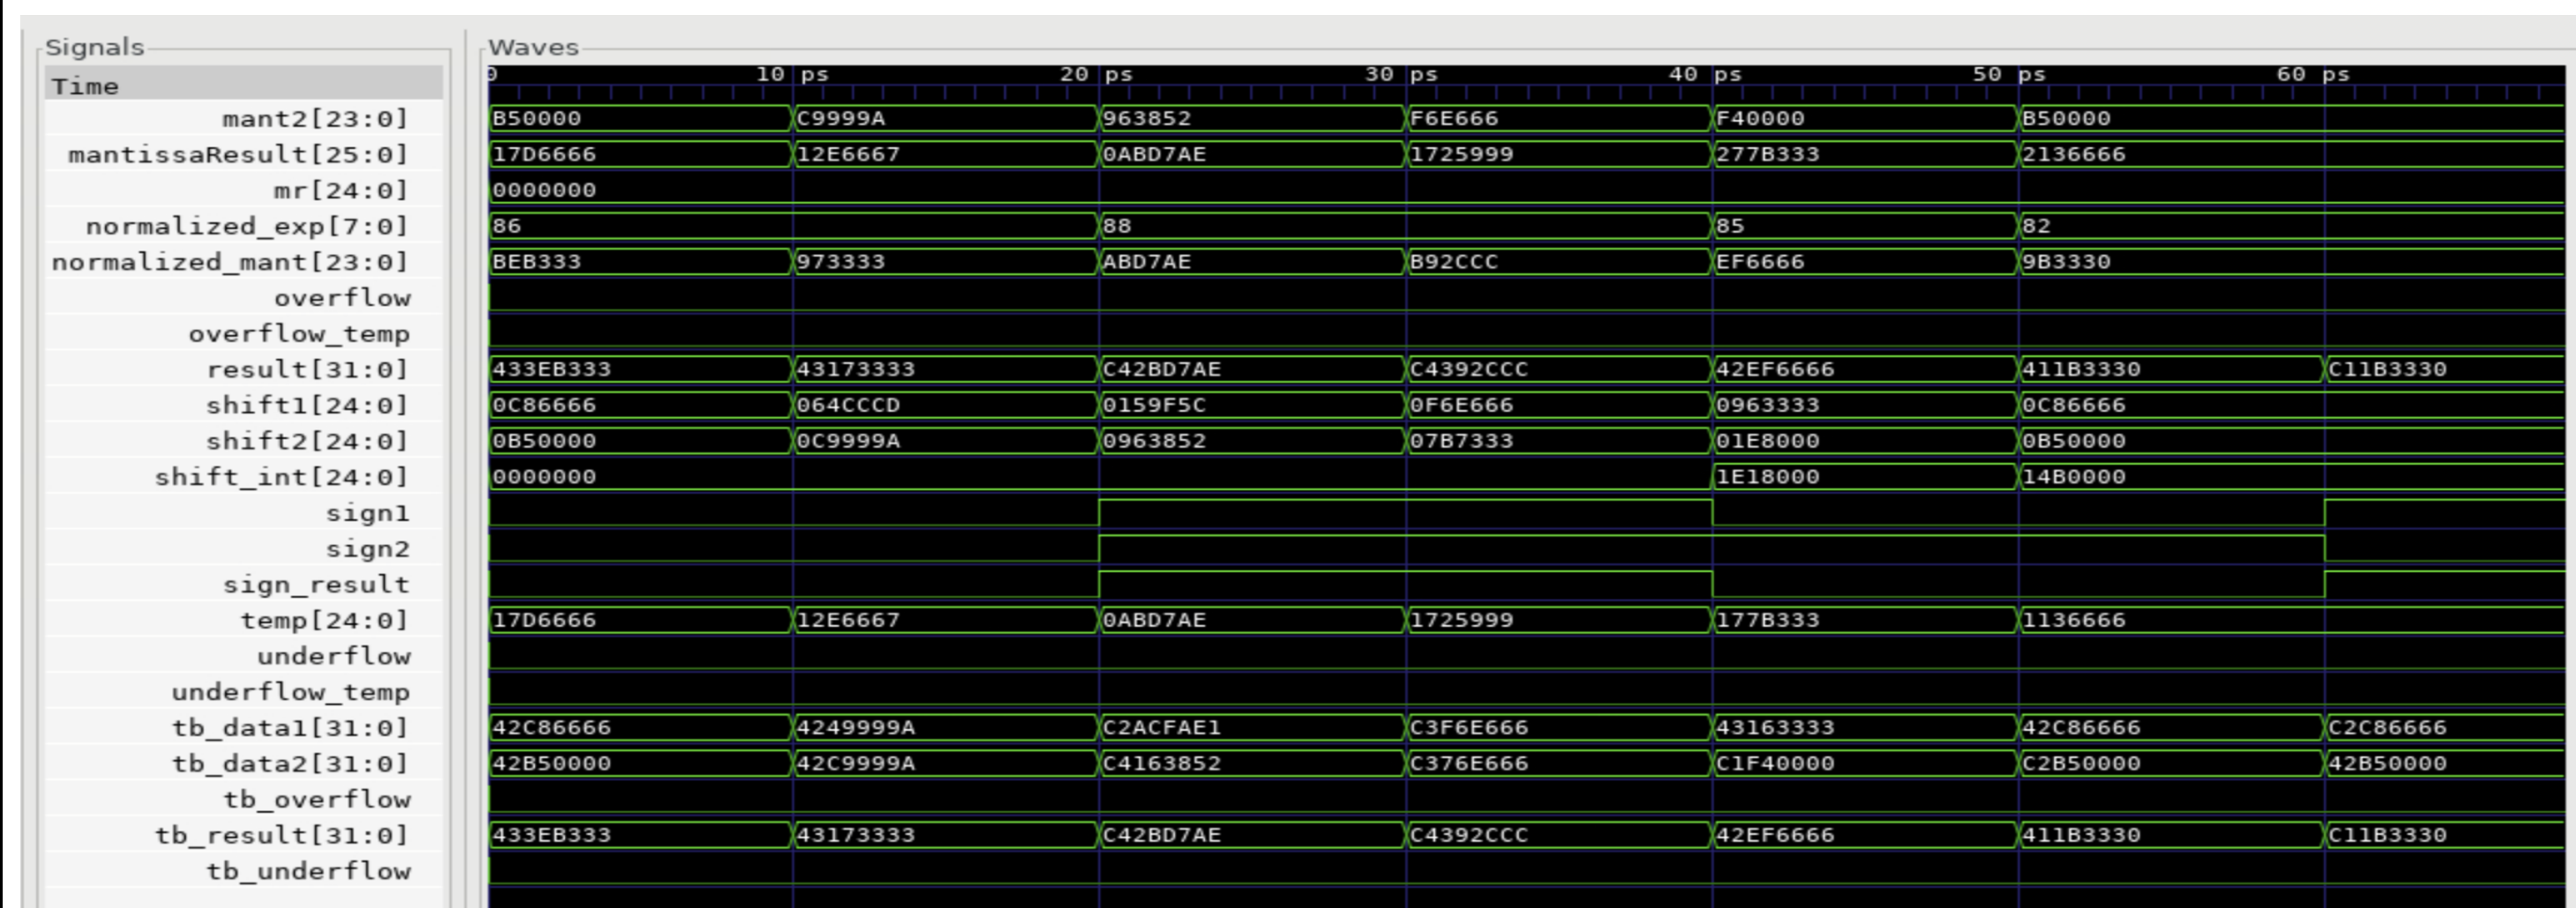 Signals Waves
Time 0 10 ps 20 ps 30 ps 40 ps 50 ps 60 ps
mant2[23:0] B50000 C9999A 963852 F6E666 F40000 B50000
mantissaResult[25:0] 17D6666 12E6667 0ABD7AE 1725999 277B333 2136666
mr[24:0] 0000000
normalized_exp[7:0] 86 88 85 82
normalized_mant[23:0] BEB333 973333 ABD7AE B92CCC EF6666 9B3330
overflow
overflow_temp
result[31:0] 433EB333 43173333 C42BD7AE C4392CCC 42EF6666 411B3330 C11B3330
shift1[24:0] 0C86666 064CCCD 0159F5C 0F6E666 0963333 0C86666
shift2[24:0] 0B50000 0C9999A 0963852 07B7333 01E8000 0B50000
shift_int[24:0] 0000000 1E18000 14B0000
sign1
sign2
sign_result
temp[24:0] 17D6666 12E6667 0ABD7AE 1725999 177B333 1136666
underflow
underflow_temp
tb_data1[31:0] 42C86666 4249999A C2ACFAE1 C3F6E666 43163333 42C86666 C2C86666
tb_data2[31:0] 42B50000 42C9999A C4163852 C376E666 C1F40000 C2B50000 42B50000
tb_overflow
tb_result[31:0] 433EB333 43173333 C42BD7AE C4392CCC 42EF6666 411B3330 C11B3330
tb_underflow